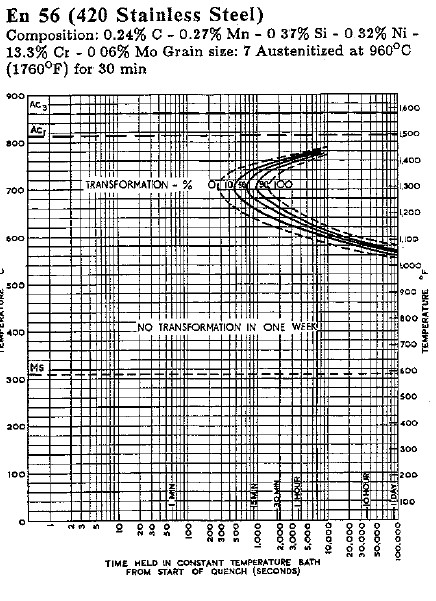 En 56 (420 Stainless Steel)
Composition: 0.24% C - 0.27% Mn - 0 37% Si - 0 32% Ni -
13.3% Cr - 0 06% Mo Grain size: 7 Austenitized at 960°C
(1760°F) for 30 min
900
800
700
600
500
400
300
200
100
0
TEMPERATURE °C
AC3
AC1
TRANSFORMATION - %
0 10 50 90 100
NO TRANSFORMATION IN ONE WEEK
MS
1 MIN
15 MIN
30 MIN
1 HOUR
10 HOUR
1 DAY
1600
1,500
1,400
1,300
1,200
1,100
1,000
900
800
700
600
500
400
300
200
100
°F
TEMPERATURE
1
2
3
5
10
20
30
50
100
200
300
500
1,000
2,000
3,000
5,000
10,000
20,000
30,000
50,000
100,000
TIME HELD IN CONSTANT TEMPERATURE BATH
FROM START OF QUENCH (SECONDS)